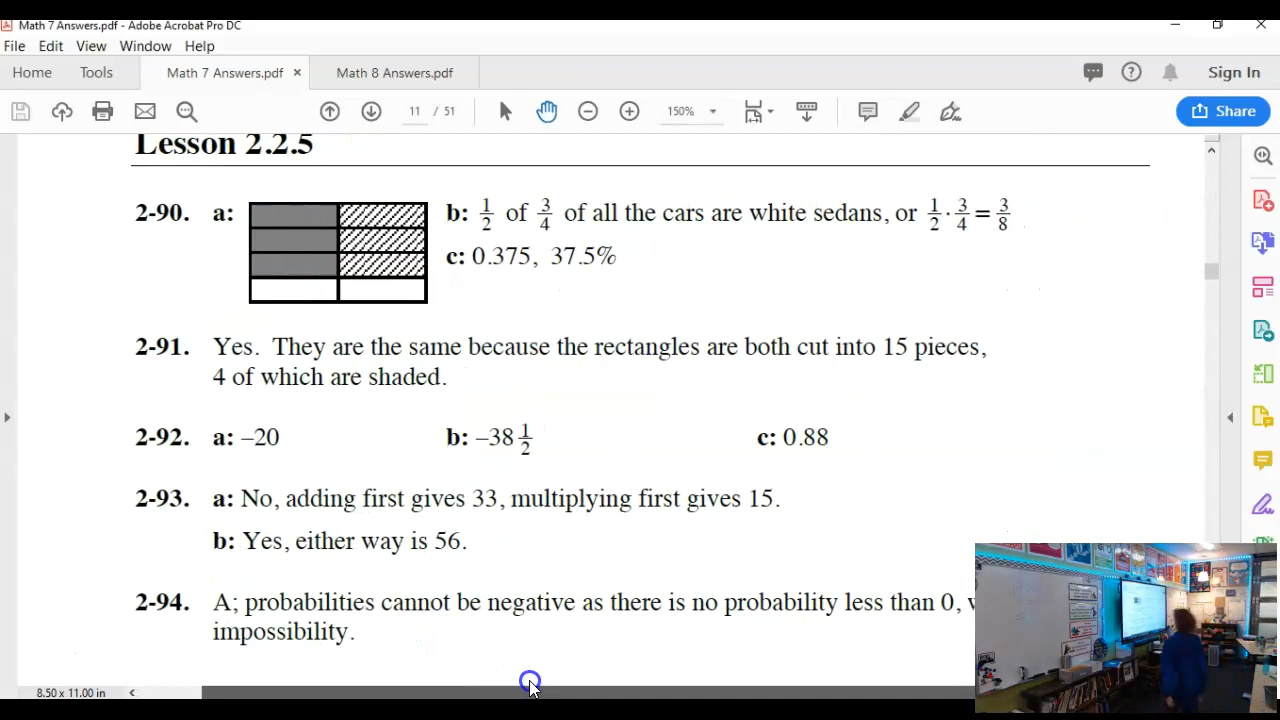 Math 7 Answers.pdf - Adobe Acrobat Pro DC
File Edit View Window Help
Home Tools Math 7 Answers.pdf × Math 8 Answers.pdf Sign In
11 / 51 150% Share
Lesson 2.2.5
2-90. a: b: 1/2 of 3/4 of all the cars are white sedans, or 1/2 · 3/4 = 3/8
c: 0.375, 37.5%
2-91. Yes. They are the same because the rectangles are both cut into 15 pieces,
4 of which are shaded.
2-92. a: –20 b: –38 1/2 c: 0.88
2-93. a: No, adding first gives 33, multiplying first gives 15.
b: Yes, either way is 56.
2-94. A; probabilities cannot be negative as there is no probability less than 0,
impossibility.
8.50 x 11.00 in